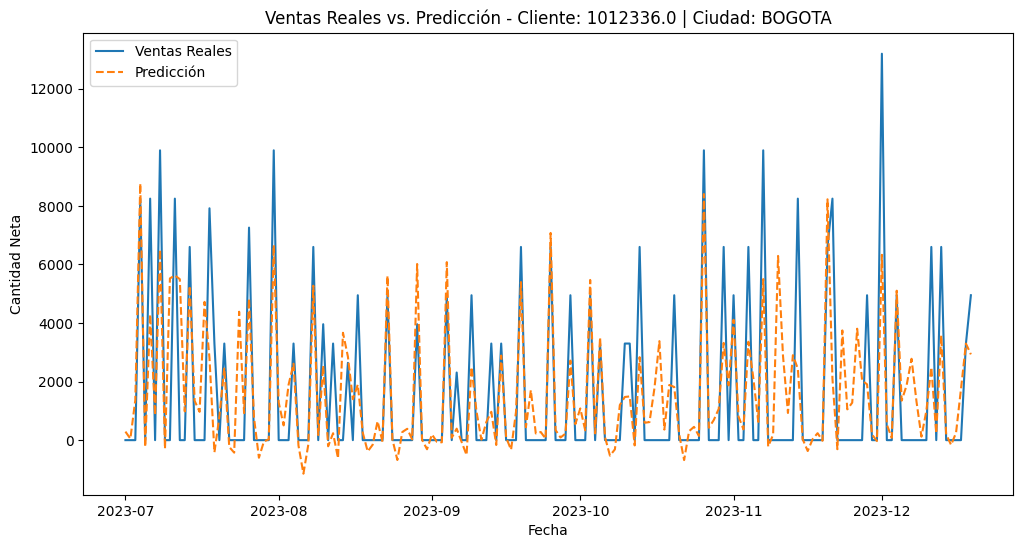 Ventas Reales vs. Predicción - Cliente: 1012336.0 | Ciudad: BOGOTA
Ventas Reales
Predicción
Cantidad Neta
12000
10000
8000
6000
4000
2000
0
2023-07
2023-08
2023-09
2023-10
2023-11
2023-12
Fecha